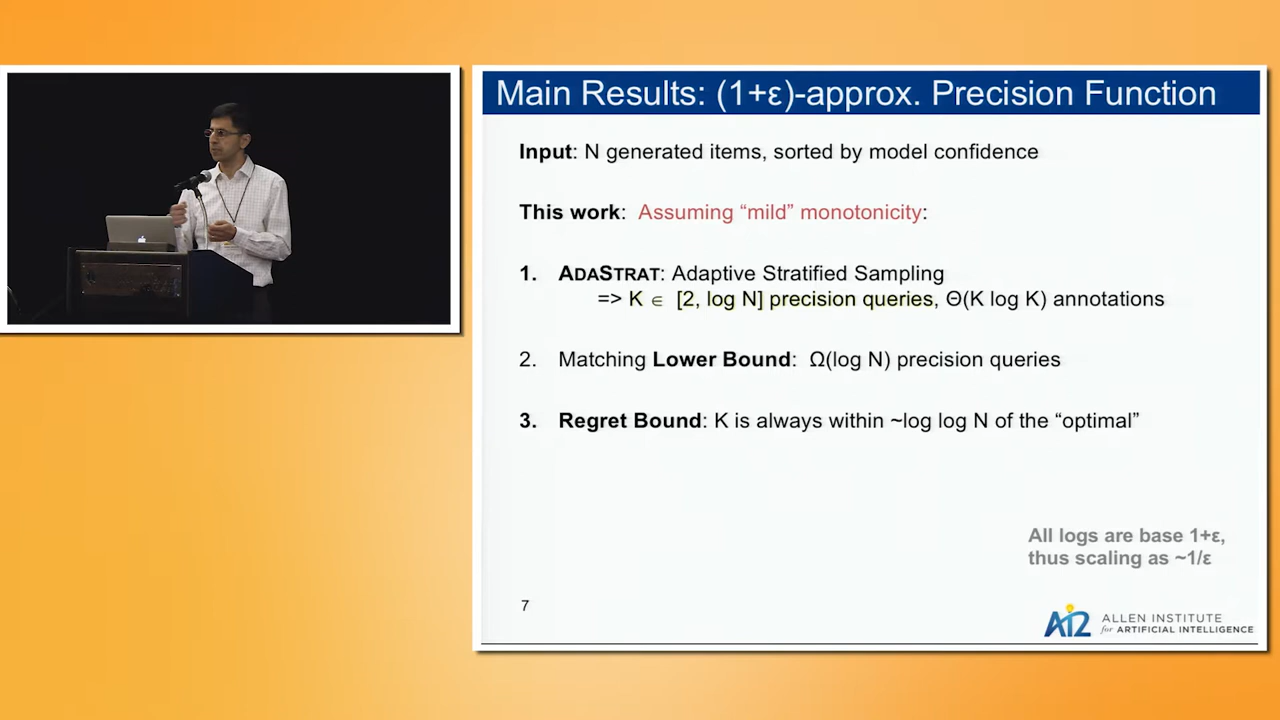 Main Results: (1+ε)-approx. Precision Function
Input: N generated items, sorted by model confidence
This work: Assuming “mild” monotonicity:
1. ADASTRAT: Adaptive Stratified Sampling
=> K ∈ [2, log N] precision queries, Θ(K log K) annotations
2. Matching Lower Bound: Ω(log N) precision queries
3. Regret Bound: K is always within ~log log N of the “optimal”
All logs are base 1+ε,
thus scaling as ~1/ε
7
AI2 ALLEN INSTITUTE
for ARTIFICIAL INTELLIGENCE